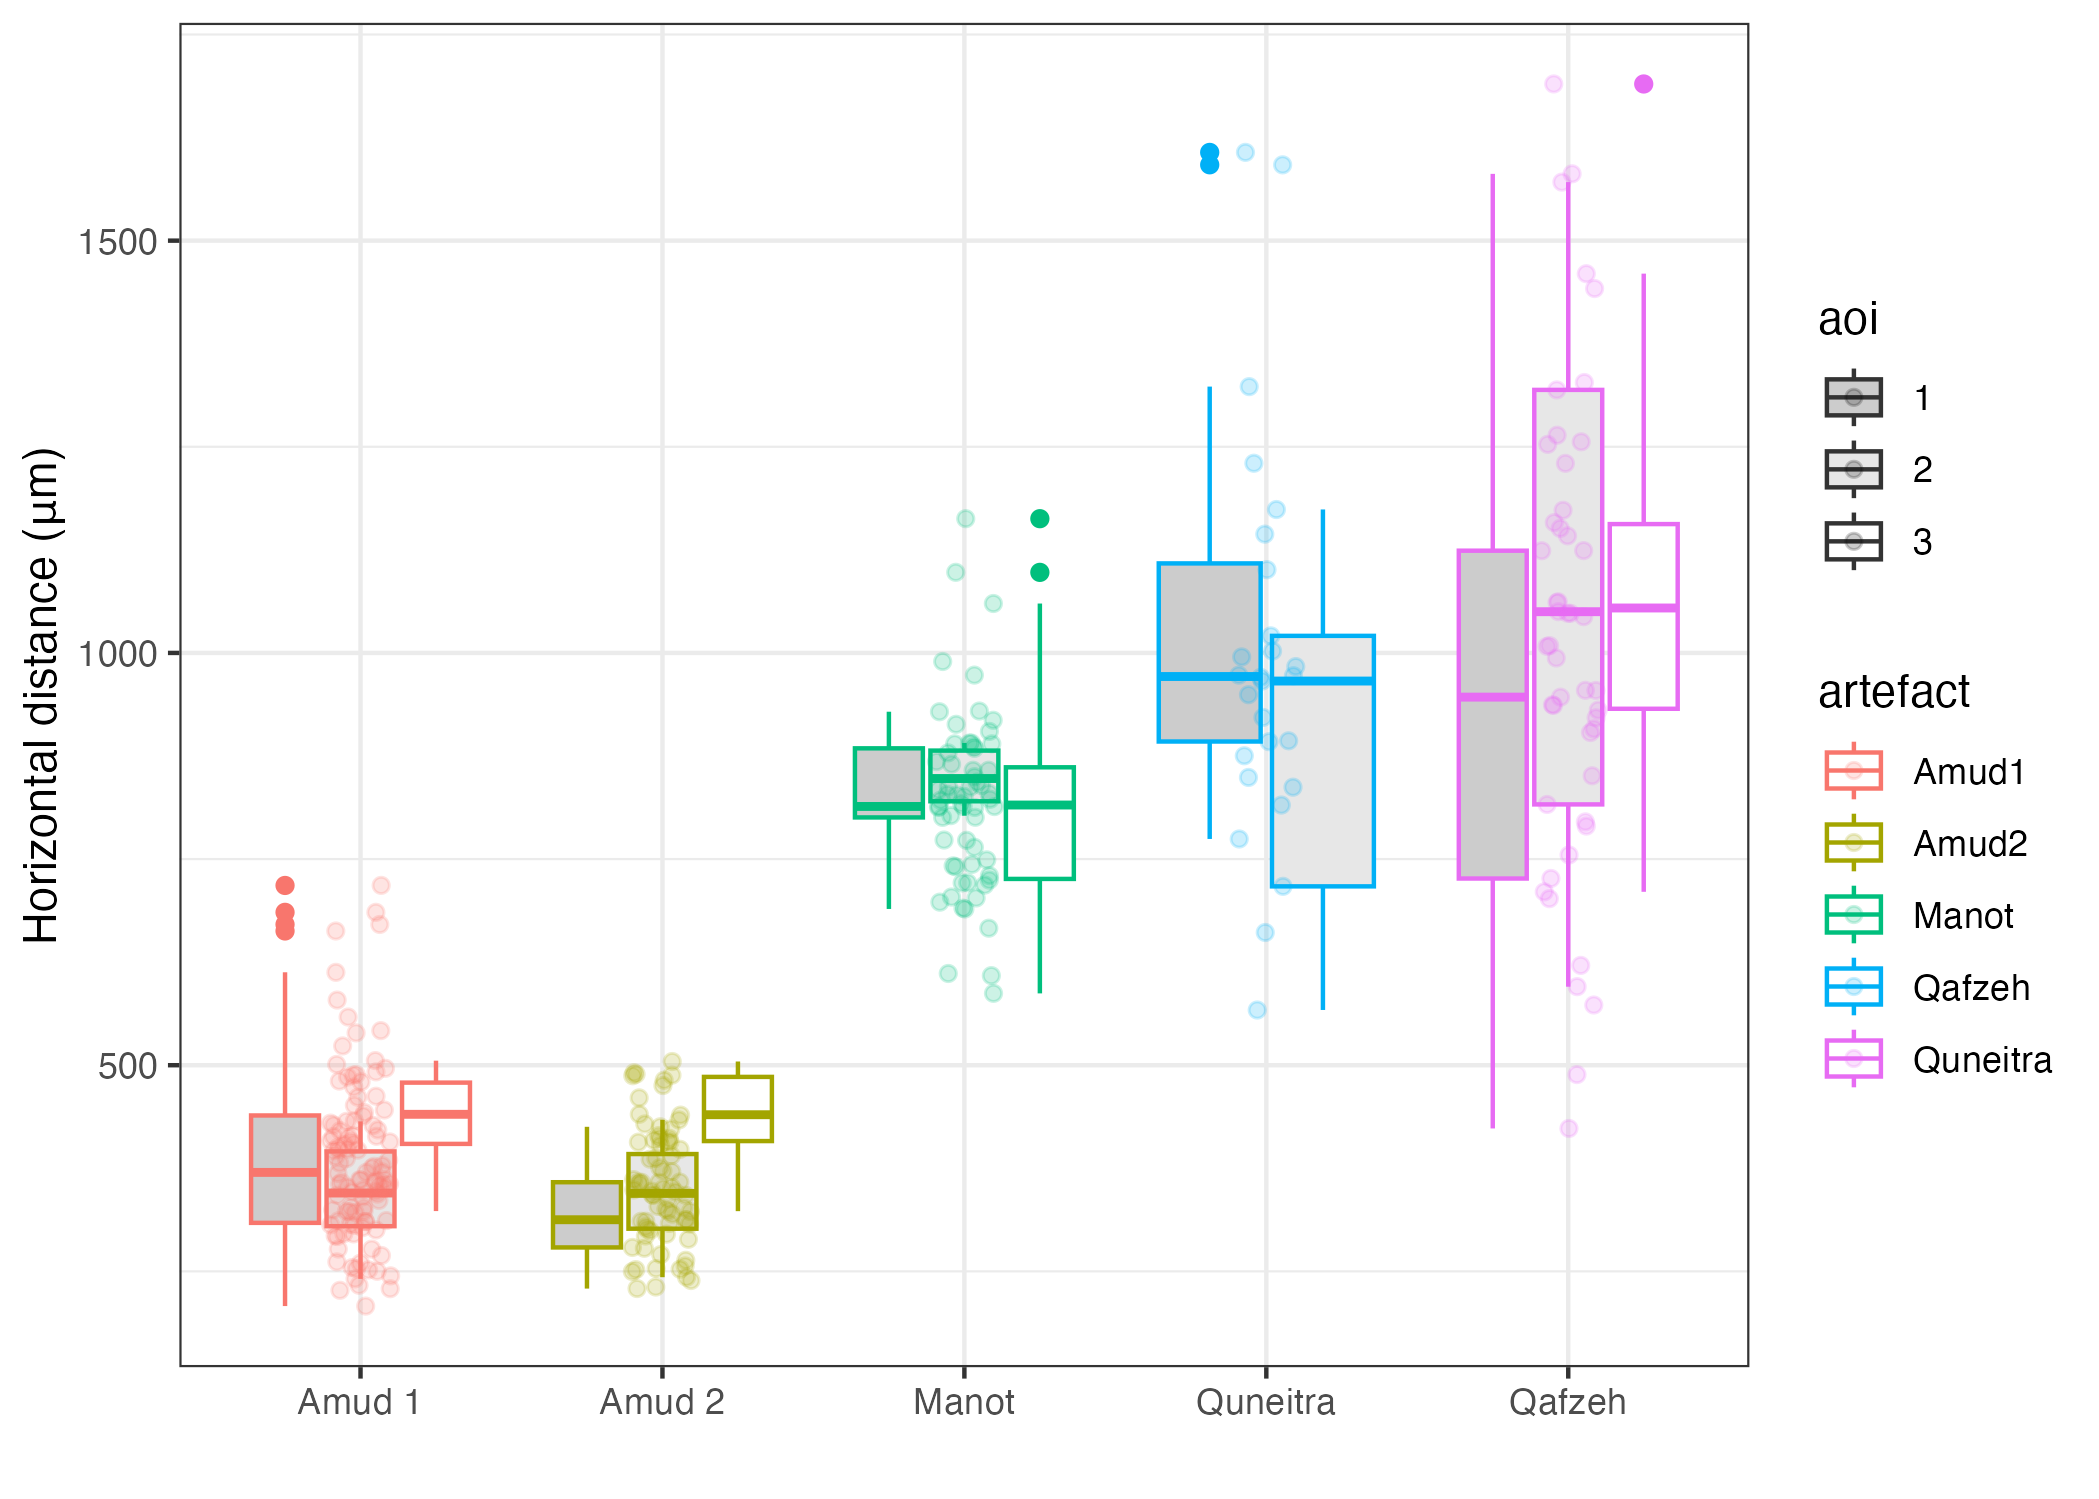 Horizontal distance (µm)
1500
1000
500
Amud 1
Amud 2
Manot
Quneitra
Qafzeh
aoi
1
2
3
artefact
Amud1
Amud2
Manot
Qafzeh
Quneitra